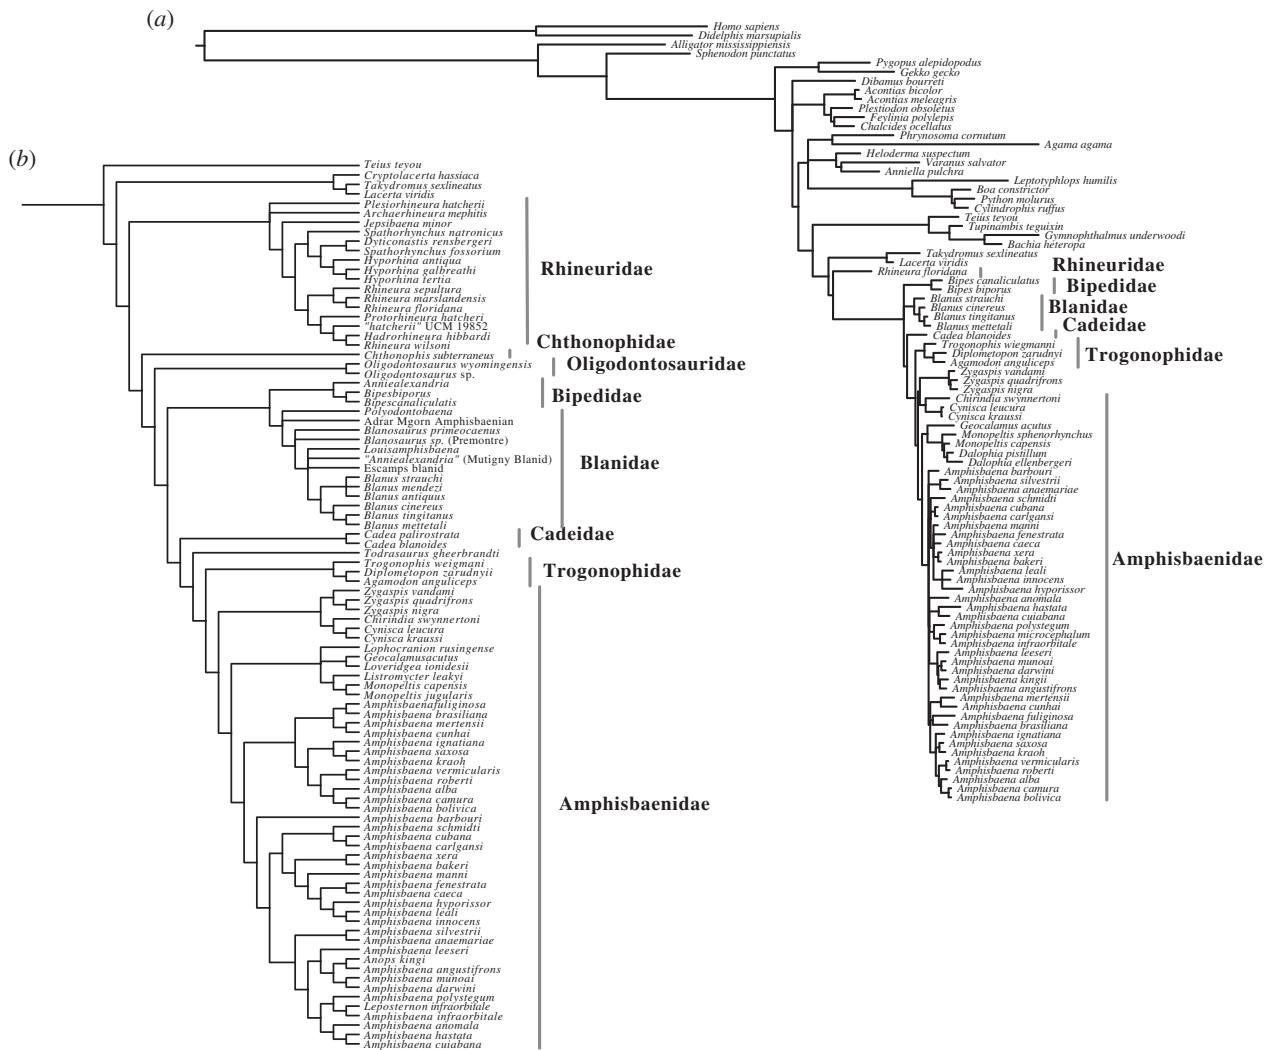 (a)
Homo sapiens
Didelphis marsupialis
Alligator mississippiensis
Sphenodon punctatus
Pygopus alepidopodus
Gekko gecko
Dibamus bourreti
Acontias bicolor
Acontias meleagris
Plestiodon obsoletus
Feylinia polylepis
Chalcides ocellatus
Phrynosoma cornutum
Agama agama
Heloderma suspectum
Varanus salvator
Anniella pulchra
Leptotyphlops humilis
Boa constrictor
Python molurus
Cylindrophis ruffus
Teius teyou
Tupinambis teguixin
Gymnophthalmus underwoodi
Bachia heteropa
Takydromus sexlineatus
Lacerta viridis
Rhineura floridana
Rhineuridae
Bipes canaliculatus
Bipes biporus
Bipedidae
Blanus strauchi
Blanus cinereus
Blanus tingitanus
Blanus mettetali
Blanidae
Cadea blanoides
Cadeidae
Trogonophis wiegmanni
Diplometopon zarudnyi
Agamodon anguliceps
Trogonophidae
Zygaspis vandami
Zygaspis quadrifrons
Zygaspis nigra
Chirindia swynnertoni
Cynisca leucura
Cynisca kraussi
Geocalamus acutus
Monopeltis sphenorhynchus
Monopeltis capensis
Dalophia pistillum
Dalophia ellenbergeri
Amphisbaena barbouri
Amphisbaena silvestrii
Amphisbaena anaemariae
Amphisbaena schmidti
Amphisbaena cubana
Amphisbaena carlgansi
Amphisbaena manni
Amphisbaena fenestrata
Amphisbaena caeca
Amphisbaena xera
Amphisbaena bakeri
Amphisbaena leali
Amphisbaena innocens
Amphisbaena hyporissor
Amphisbaena anomala
Amphisbaena hastata
Amphisbaena cuiabana
Amphisbaena polystegum
Amphisbaena microcephalum
Amphisbaena infraorbitale
Amphisbaena leeseri
Amphisbaena munoai
Amphisbaena darwini
Amphisbaena kingii
Amphisbaena angustifrons
Amphisbaena mertensii
Amphisbaena cunhai
Amphisbaena fuliginosa
Amphisbaena brasiliana
Amphisbaena ignatiana
Amphisbaena saxosa
Amphisbaena kraoh
Amphisbaena vermicularis
Amphisbaena roberti
Amphisbaena alba
Amphisbaena camura
Amphisbaena bolivica
Amphisbaenidae
(b)
Teius teyou
Cryptolacerta hassiaca
Takydromus sexlineatus
Lacerta viridis
Plesiorhineura hatcherii
Archaerhineura mephitis
Jepsibaena minor
Spathorhynchus natronicus
Dyticonastis rensbergeri
Spathorhynchus fossorium
Hyporhina antiqua
Hyporhina galbreathi
Hyporhina tertia
Rhineura sepultura
Rhineura marslandensis
Rhineura floridana
Protorhineura hatcheri
"hatcherii" UCM 19852
Hadrorhineura hibbardi
Rhineura wilsoni
Rhineuridae
Chthonophis subterraneus
Chthonophidae
Oligodontosaurus wyomingensis
Oligodontosaurus sp.
Oligodontosauridae
Anniealexandria
Bipesbiporus
Bipescanaliculatis
Bipedidae
Polyodontobaena
Adrar Mgorn Amphisbaenian
Blanosaurus primeocaenus
Blanosaurus sp. (Premontre)
Louisamphisbaena
"Anniealexandria" (Mutigny Blanid)
Escamps blanid
Blanus strauchi
Blanus mendezi
Blanus antiquus
Blanus cinereus
Blanus tingitanus
Blanus mettetali
Blanidae
Cadea palirostrata
Cadea blanoides
Cadeidae
Todrasaurus gheerbrandti
Trogonophis weigmani
Diplometopon zarudnyii
Agamodon anguliceps
Trogonophidae
Zygaspis vandami
Zygaspis quadrifrons
Zygaspis nigra
Chirindia swynnertoni
Cynisca leucura
Cynisca kraussi
Lophocranion rusingense
Geocalamusacutus
Loveridgea ionidesii
Listromycter leakyi
Monopeltis capensis
Monopeltis jugularis
Amphisbaenafuliginosa
Amphisbaena brasiliana
Amphisbaena mertensii
Amphisbaena cunhai
Amphisbaena ignatiana
Amphisbaena saxosa
Amphisbaena kraoh
Amphisbaena vermicularis
Amphisbaena roberti
Amphisbaena alba
Amphisbaena camura
Amphisbaena bolivica
Amphisbaena barbouri
Amphisbaena schmidti
Amphisbaena cubana
Amphisbaena carlgansi
Amphisbaena xera
Amphisbaena bakeri
Amphisbaena manni
Amphisbaena fenestrata
Amphisbaena caeca
Amphisbaena hyporissor
Amphisbaena leali
Amphisbaena innocens
Amphisbaena silvestrii
Amphisbaena anaemariae
Amphisbaena leeseri
Anops kingi
Amphisbaena angustifrons
Amphisbaena munoai
Amphisbaena darwini
Amphisbaena polystegum
Leposternon infraorbitale
Amphisbaena infraorbitale
Amphisbaena anomala
Amphisbaena hastata
Amphisbaena cuiabana
Amphisbaenidae